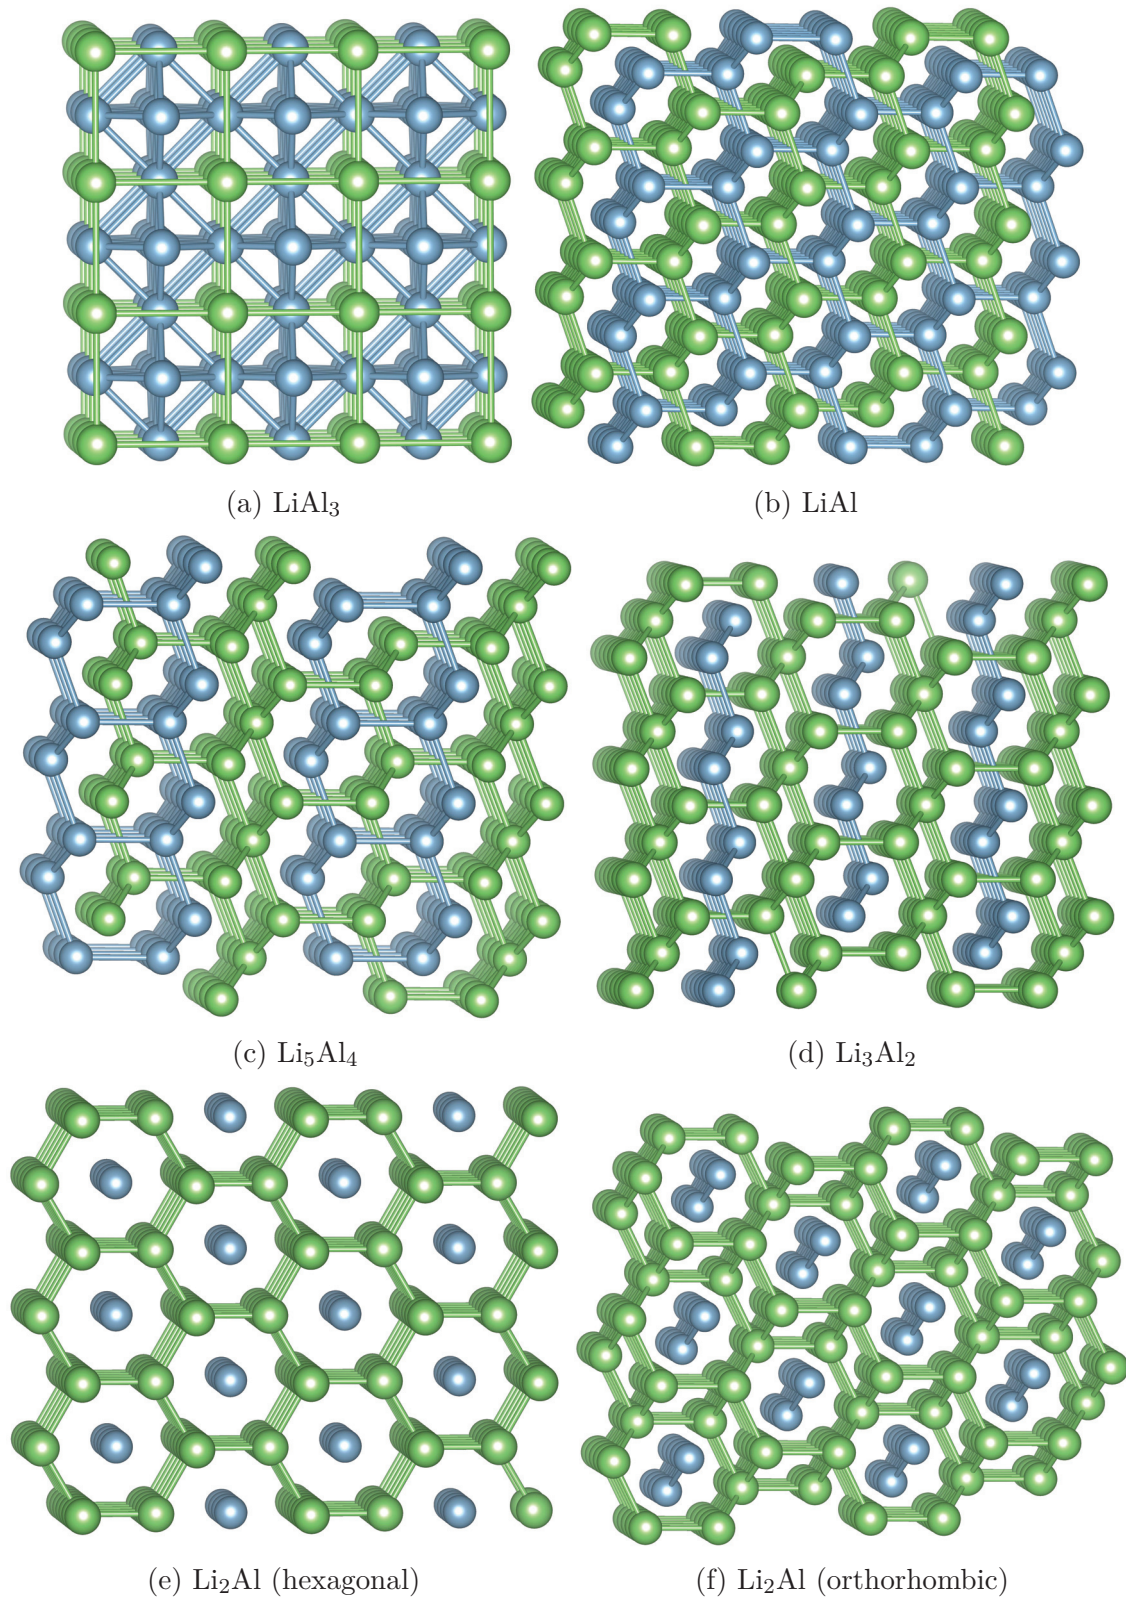 (a) LiAl₃
(b) LiAl
(c) Li₅Al₄
(d) Li₃Al₂
(e) Li₂Al (hexagonal)
(f) Li₂Al (orthorhombic)